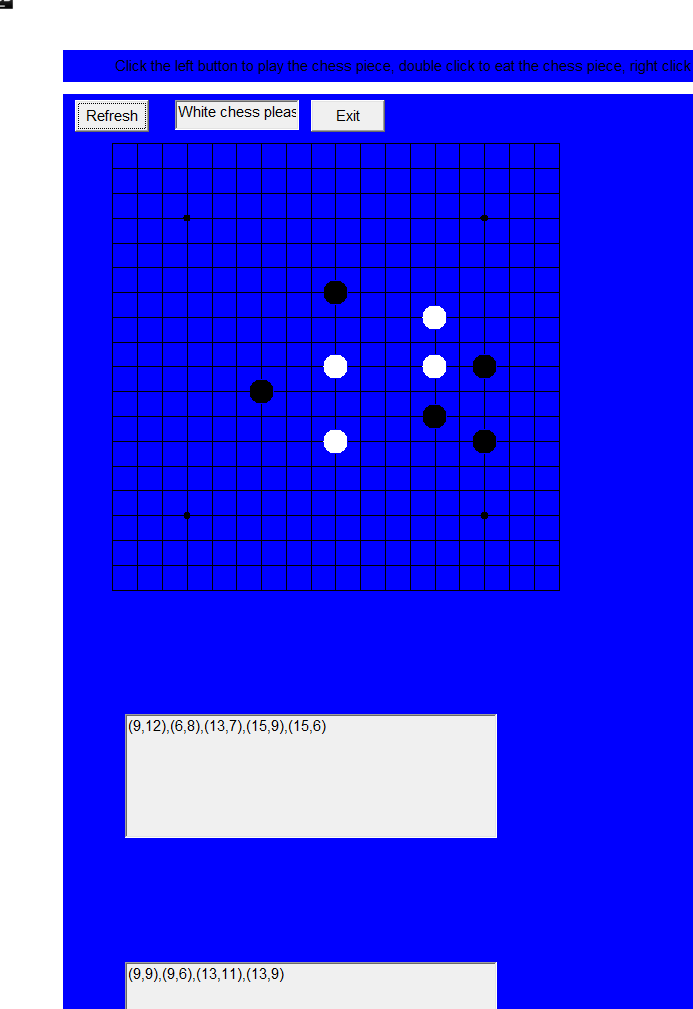 Click the left button to play the chess piece, double click to eat the chess piece right click
Refresh
White chess pleas
Exit
(9,12),(6,8),(13,7),(15,9),(15,6)
(9,9),(9,6),(13,11),(13,9)